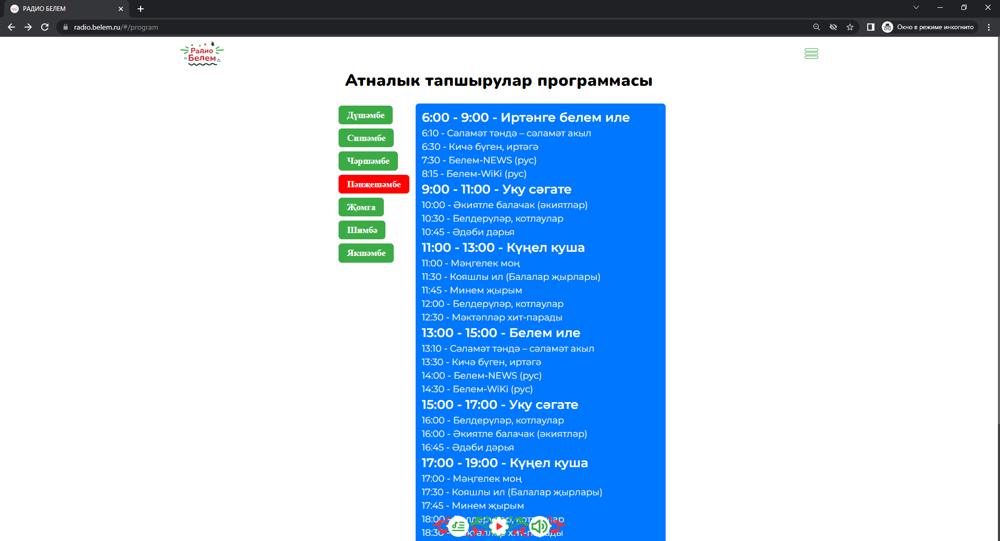 РАДИО БЕЛЕМ
radio.belem.ru/#/program
Окно в режиме инкогнито
Радио
Белем
Атналык тапшырулар программасы
Дүшәмбе
Сишәмбе
Чәршәмбе
Пәнҗешәмбе
Җомга
Шимбә
Якшәмбе
6:00 - 9:00 - Иртәнге белем иле
6:10 - Сәламәт тәндә – сәламәт акыл
6:30 - Кичә бүген, иртәгә
7:30 - Белем-NEWS (рус)
8:15 - Белем-WiKi (рус)
9:00 - 11:00 - Уку сәгате
10:00 - Әкиятле балачак (әкиятләр)
10:30 - Белдерүләр, котлаулар
10:45 - Әдәби дәрья
11:00 - 13:00 - Күңел куша
11:00 - Мәңгелек моң
11:30 - Кояшлы ил (Балалар җырлары)
11:45 - Минем җырым
12:00 - Белдерүләр, котлаулар
12:30 - Мәктәпләр хит-парады
13:00 - 15:00 - Белем иле
13:10 - Сәламәт тәндә – сәламәт акыл
13:30 - Кичә бүген, иртәгә
14:00 - Белем-NEWS (рус)
14:30 - Белем-WiKi (рус)
15:00 - 17:00 - Уку сәгате
16:00 - Белдерүләр, котлаулар
16:00 - Әкиятле балачак (әкиятләр)
16:45 - Әдәби дәрья
17:00 - 19:00 - Күңел куша
17:00 - Мәңгелек моң
17:30 - Кояшлы ил (Балалар җырлары)
17:45 - Минем җырым
18:00
18:30 -